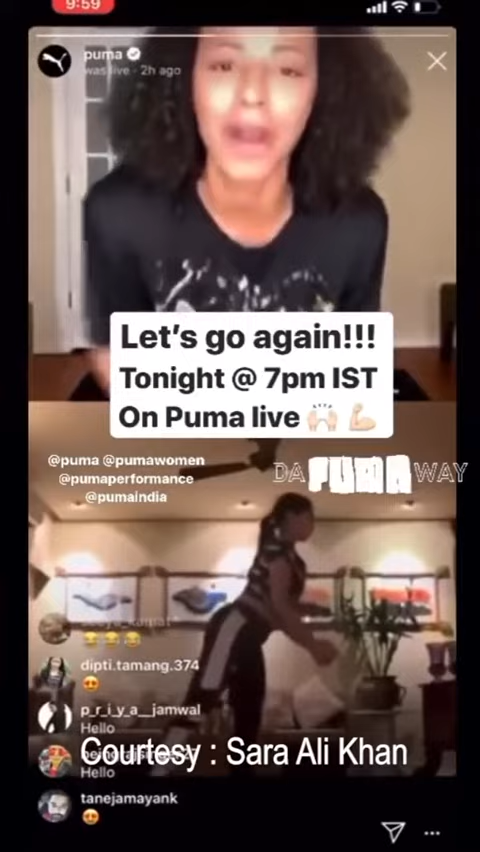 9:59
puma
was live · 2h ago
Let's go again!!!
Tonight @ 7pm IST
On Puma live 🙌🏻 💪🏻
@puma @pumawomen
@pumaperformance
@pumaindia
DA PUMA WAY
😂😂😂
dipti.tamang.374
😍
p_r_i_y_a__jamwal
Hello
Courtesy : Sara Ali Khan
Hello
tanejamayank
😍